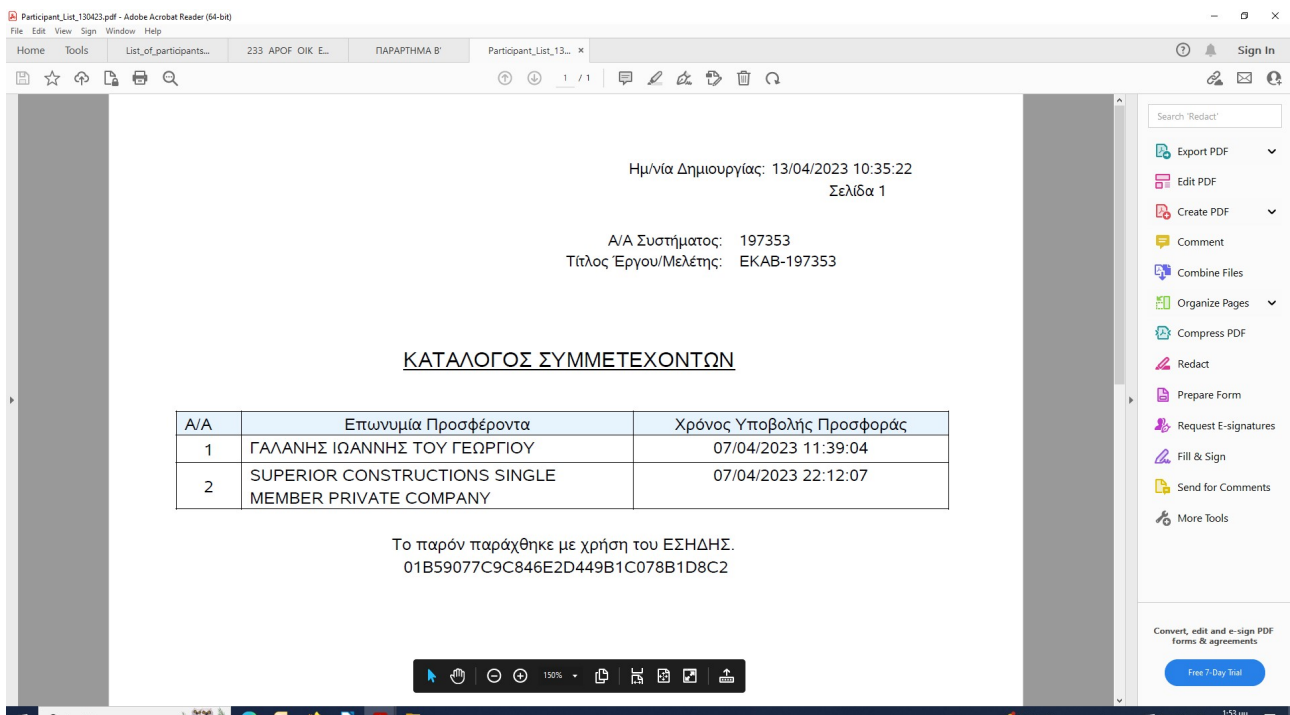 Participant_List_130423.pdf - Adobe Acrobat Reader (64-bit)
File Edit View Sign Window Help
Home Tools List_of_participants... 233 APOF OIK E... ΠΑΡΑΡΤΗΜΑ Β' Participant_List_13... × Sign In
1 / 1
Search 'Redact'
Export PDF
Edit PDF
Create PDF
Comment
Combine Files
Organize Pages
Compress PDF
Redact
Prepare Form
Request E-signatures
Fill & Sign
Send for Comments
More Tools
Convert, edit and e-sign PDF
forms & agreements
Free 7-Day Trial
Ημ/νία Δημιουργίας: 13/04/2023 10:35:22
Σελίδα 1
Α/Α Συστήματος: 197353
Τίτλος Έργου/Μελέτης: ΕΚΑΒ-197353
ΚΑΤΑΛΟΓΟΣ ΣΥΜΜΕΤΕΧΟΝΤΩΝ
Α/Α Επωνυμία Προσφέροντα Χρόνος Υποβολής Προσφοράς
1 ΓΑΛΑΝΗΣ ΙΩΑΝΝΗΣ ΤΟΥ ΓΕΩΡΓΙΟΥ 07/04/2023 11:39:04
2 SUPERIOR CONSTRUCTIONS SINGLE 07/04/2023 22:12:07
MEMBER PRIVATE COMPANY
Το παρόν παράχθηκε με χρήση του ΕΣΗΔΗΣ.
01B59077C9C846E2D449B1C078B1D8C2
150%
1:53 μμ